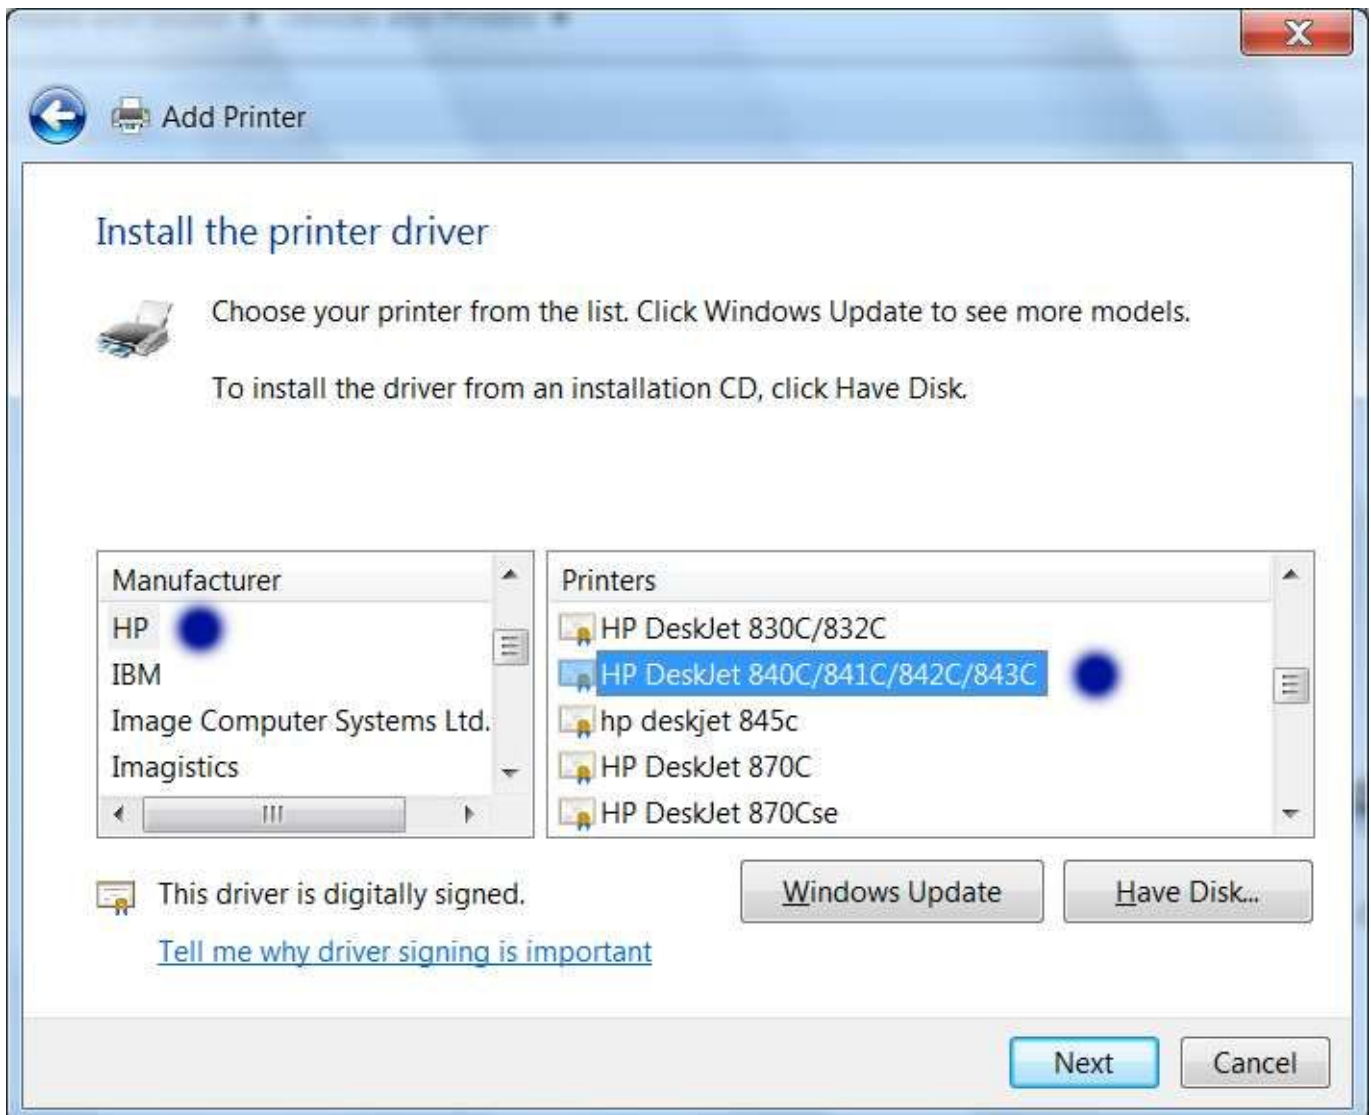 Add Printer
Install the printer driver
Choose your printer from the list. Click Windows Update to see more models.
To install the driver from an installation CD, click Have Disk.
Manufacturer
HP
IBM
Image Computer Systems Ltd.
Imagistics
Printers
HP DeskJet 830C/832C
HP DeskJet 840C/841C/842C/843C
hp deskjet 845c
HP DeskJet 870C
HP DeskJet 870Cse
This driver is digitally signed.
Windows Update
Have Disk...
Tell me why driver signing is important
Next
Cancel